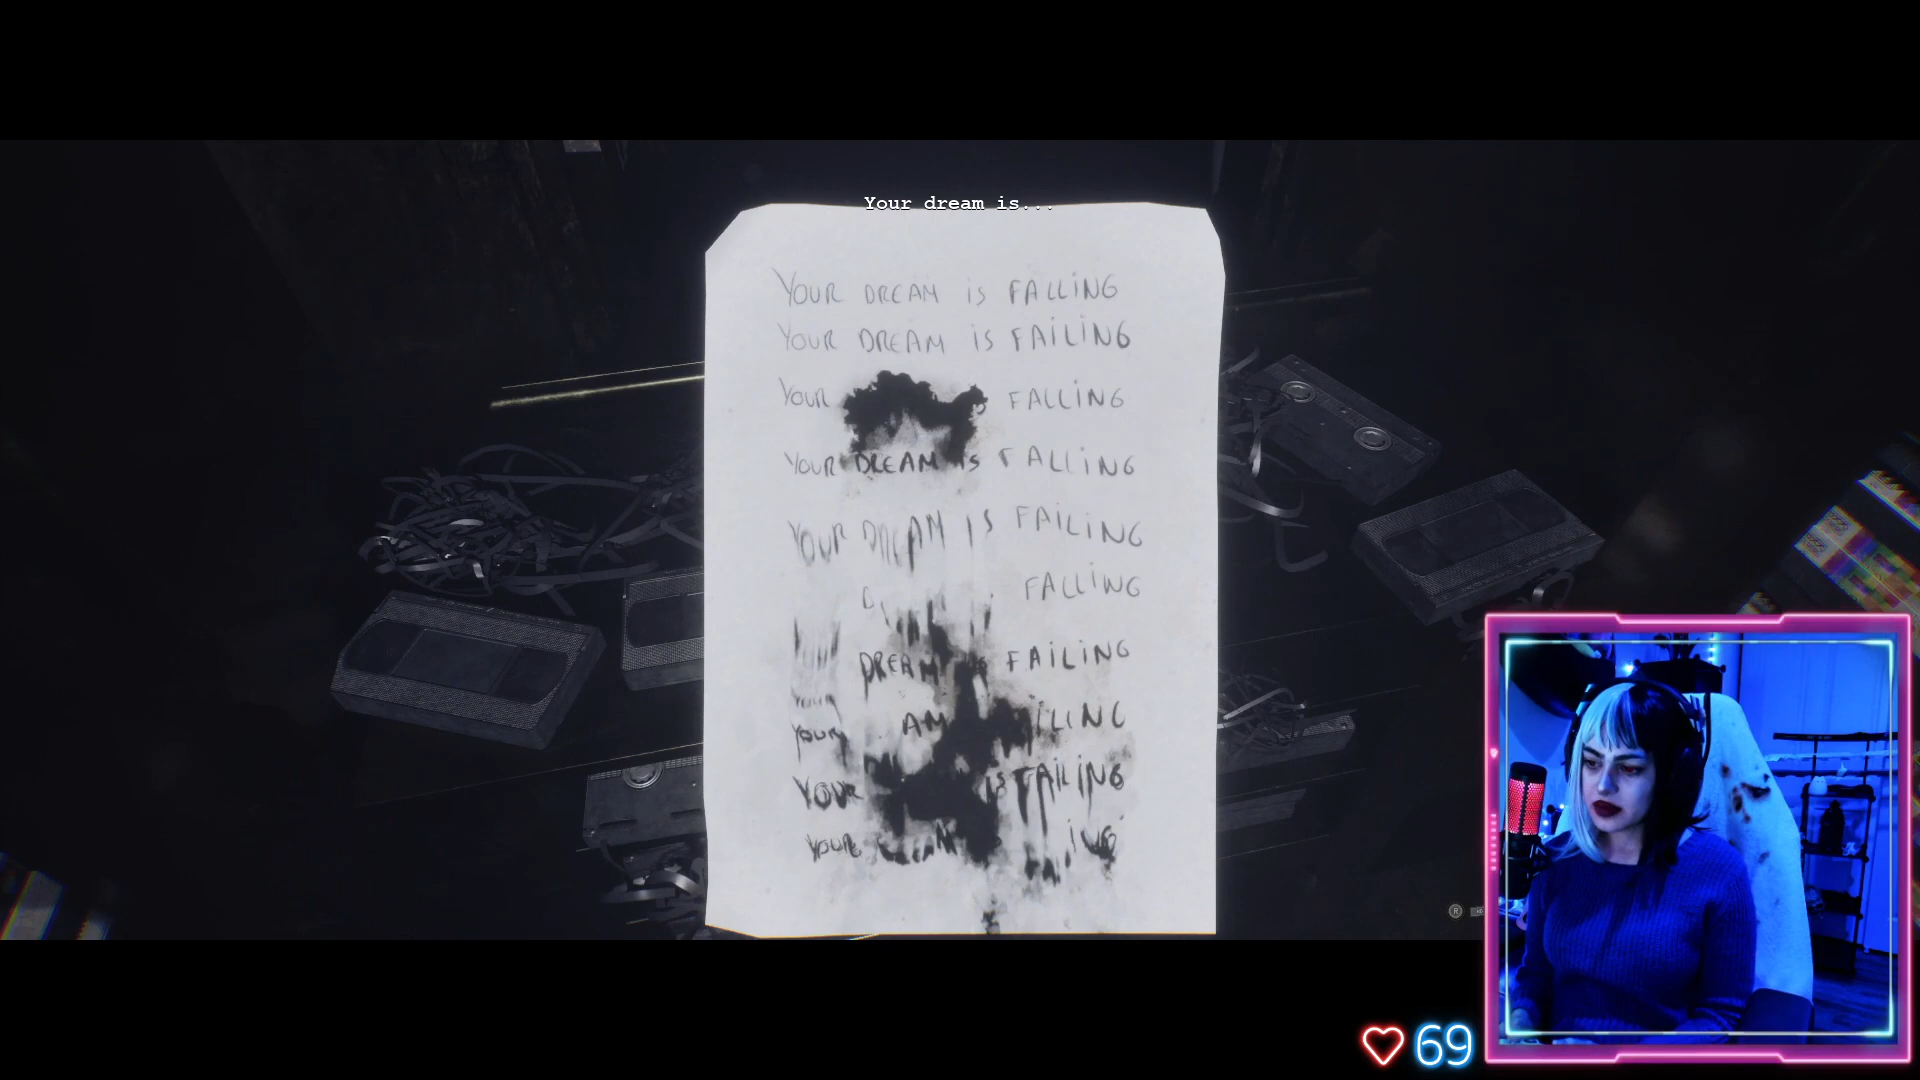 Your dream is...
YOUR DREAM iS FALLiNG
YOUR DREAM iS FAiLiNG
YOUR FALLiNG
YOUR DREAM iS FALLiNG
YOUR DREAM IS FAiLiNG
FALLiNG
DREAM FAiLiNG
YOUR AM
YOUR iS FAiLiNG
YOUR
R
69